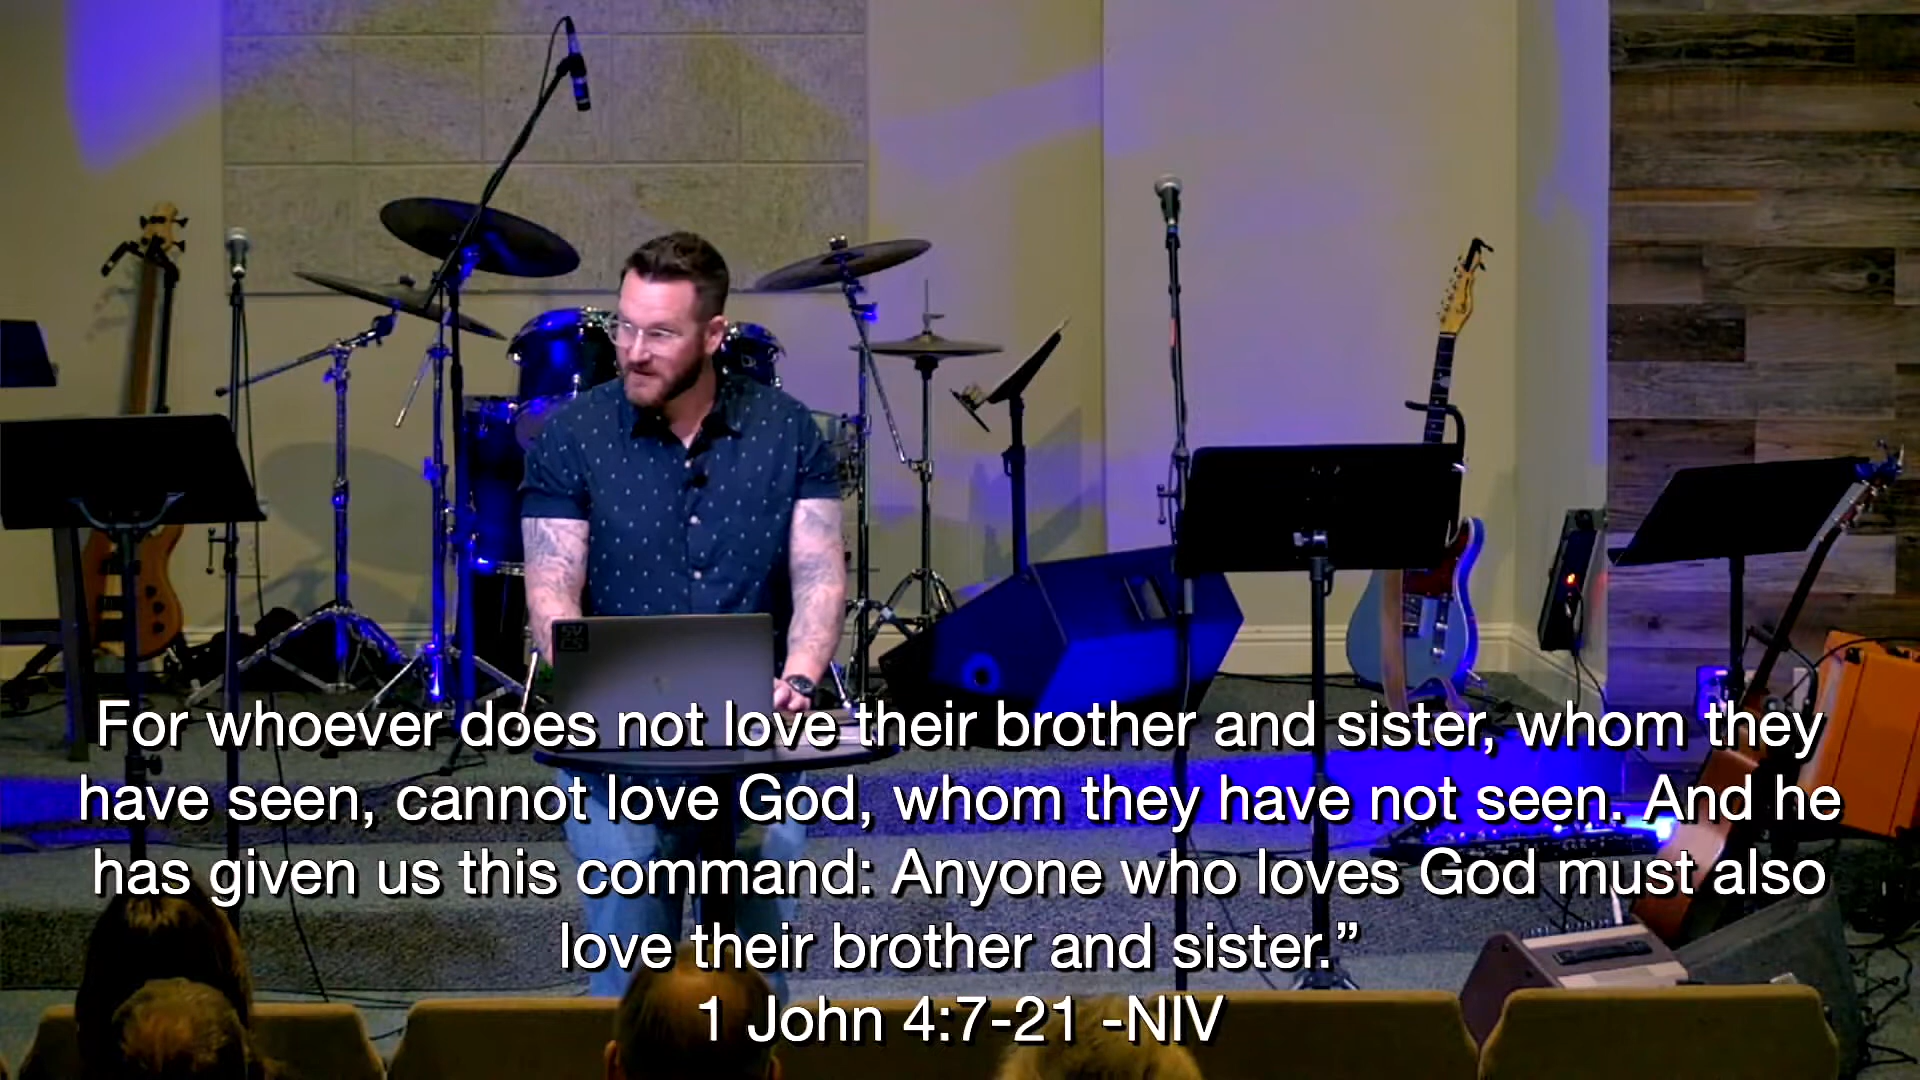 For whoever does not love their brother and sister, whom they
have seen, cannot love God, whom they have not seen. And he
has given us this command: Anyone who loves God must also
love their brother and sister.”
1 John 4:7-21 -NIV